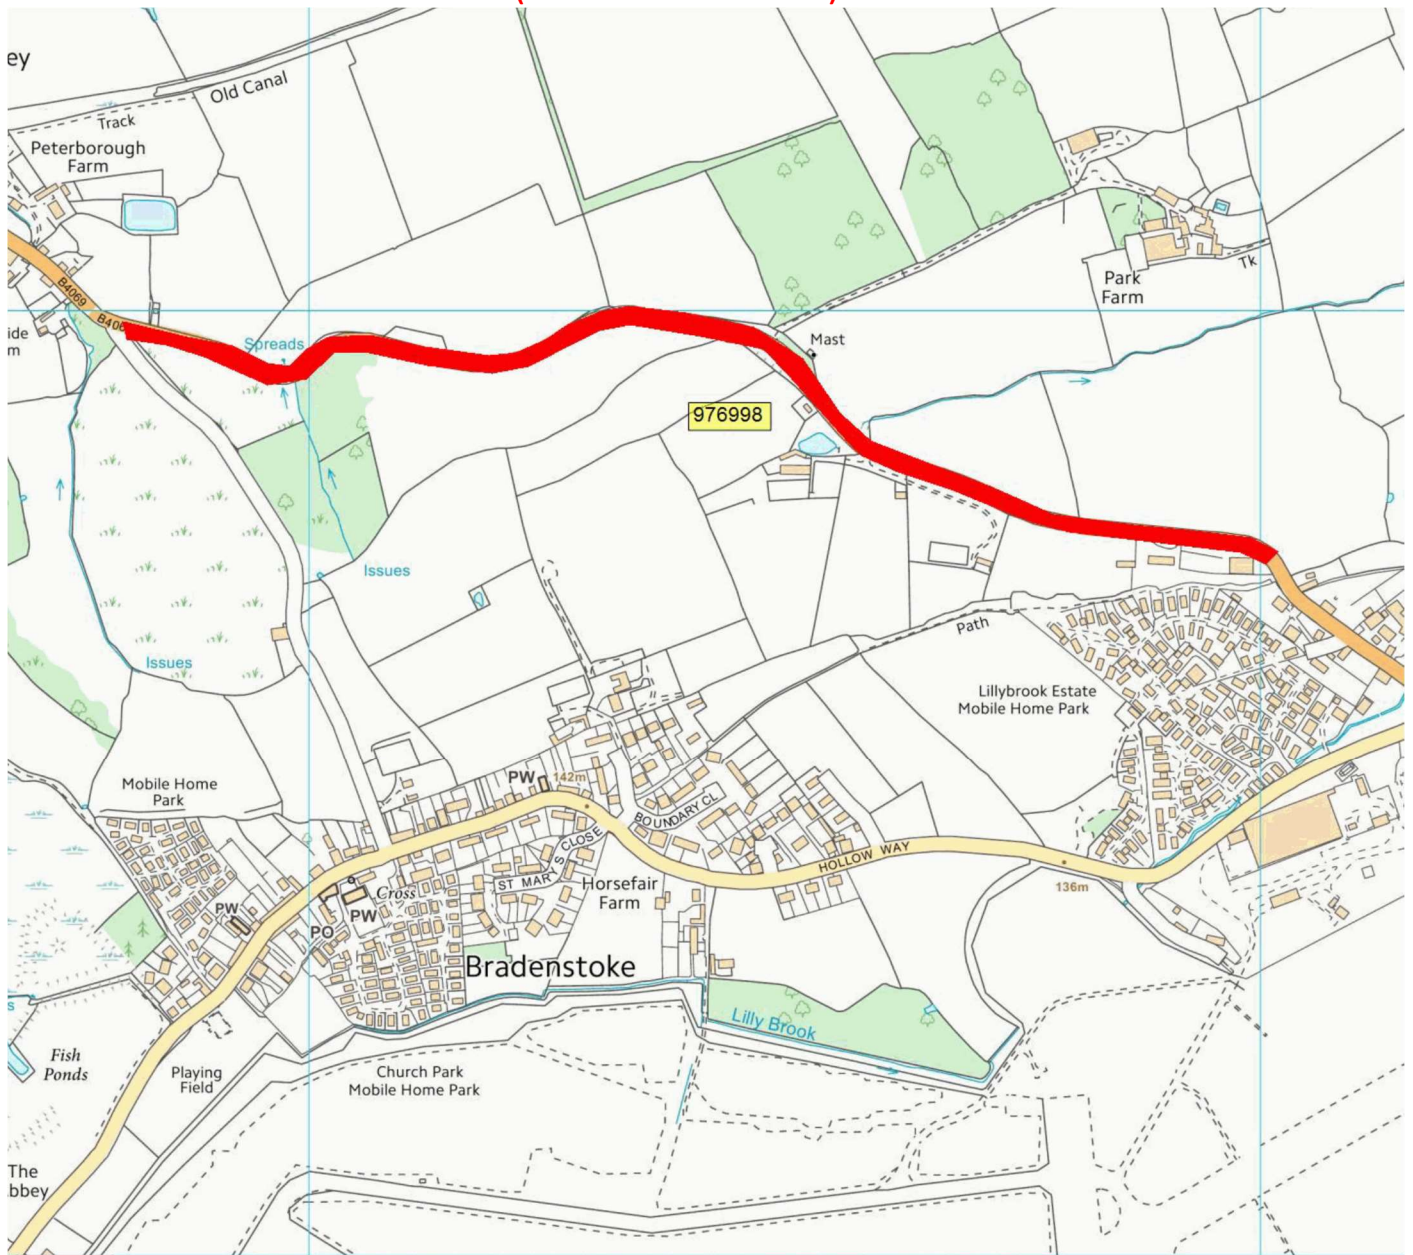 ey
Old Canal
Track
Peterborough
Farm
B4069
B406
ide
m
Spreads
Park
Farm
Tk
Mast
976998
Issues
Issues
Path
Lillybrook Estate
Mobile Home Park
Mobile Home
Park
PW
142m
BOUNDARY CL
ST MARY'S CLOSE
HOLLOW WAY
136m
Horsefair
Farm
Cross
PW
PW
PO
Bradenstoke
Lilly Brook
s
Fish
Ponds
Playing
Field
Church Park
Mobile Home Park
The
bbey